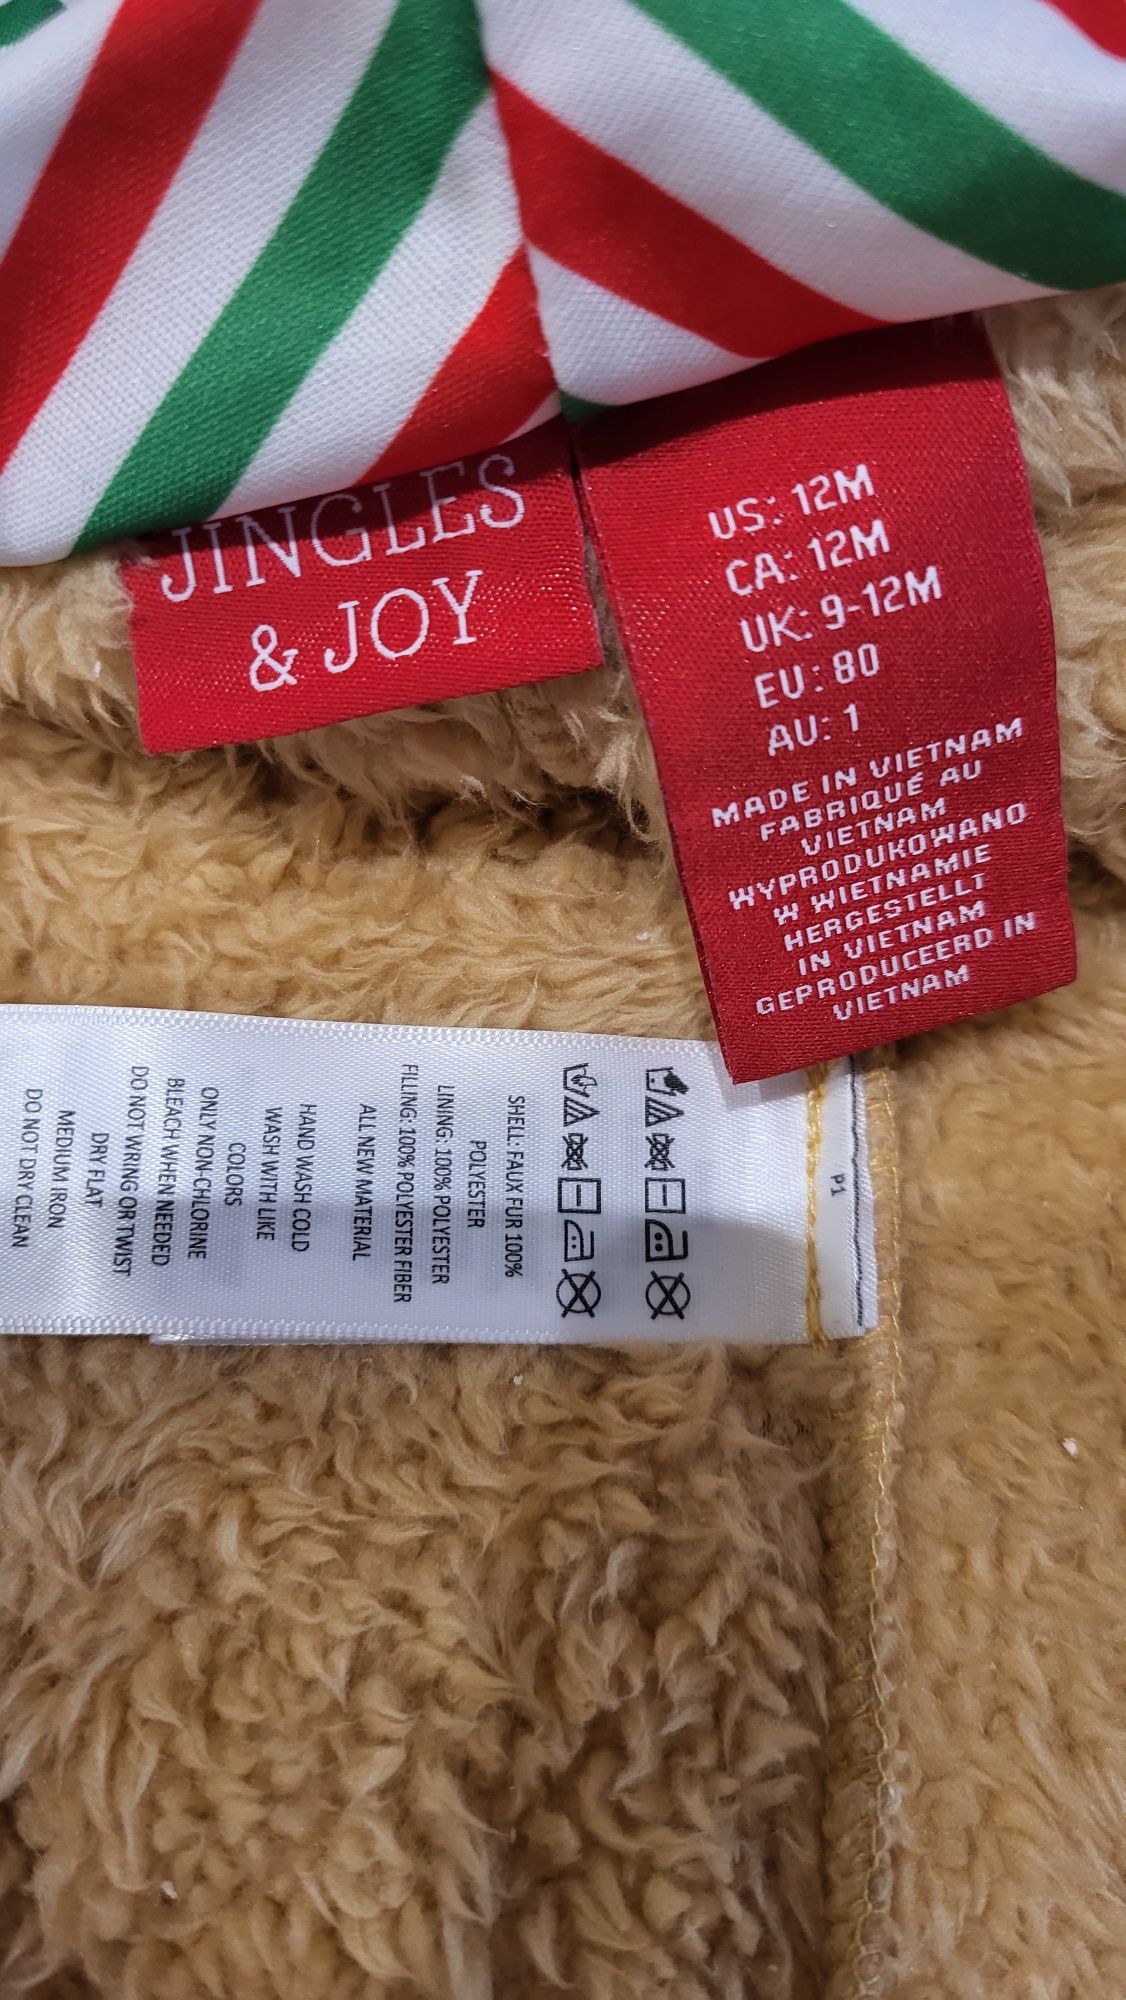 JINGLES
& JOY
US: 12M
CA: 12M
UK: 9-12M
EU: 80
AU: 1
MADE IN VIETNAM
FABRIQUÉ AU
VIETNAM
WYPRODUKOWANO
W WIETNAMIE
HERGESTELLT
IN VIETNAM
GEPRODUCEERD IN
VIETNAM
P1
SHELL: FAUX FUR 100%
POLYESTER
LINING: 100% POLYESTER
FILLING: 100% POLYESTER FIBER
ALL NEW MATERIAL
HAND WASH COLD
WASH WITH LIKE
COLORS
ONLY NON-CHLORINE
BLEACH WHEN NEEDED
DO NOT WRING OR TWIST
DRY FLAT
MEDIUM IRON
DO NOT DRY CLEAN